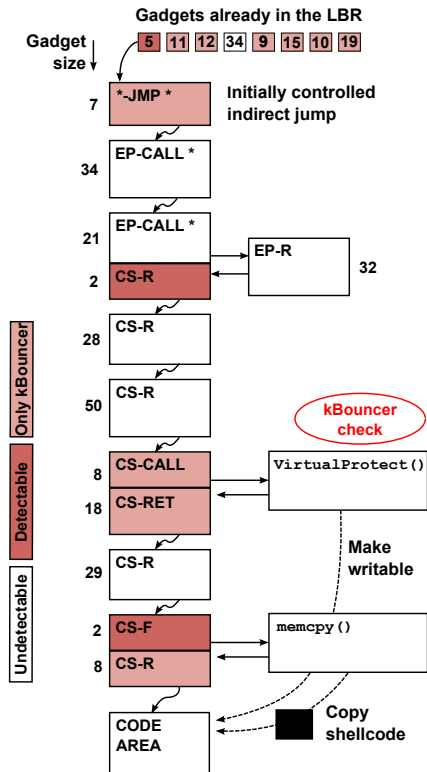 Gadgets already in the LBR
Gadget
size
5 11 12 34 9 15 10 19
7
*-JMP *
Initially controlled
indirect jump
34
EP-CALL *
21
EP-CALL *
EP-R
32
2
CS-R
28
CS-R
50
CS-R
kBouncer
check
8
CS-CALL
VirtualProtect()
18
CS-RET
29
CS-R
Make
writable
2
CS-F
memcpy()
8
CS-R
CODE
AREA
Copy
shellcode
Only kBouncer
Detectable
Undetectable